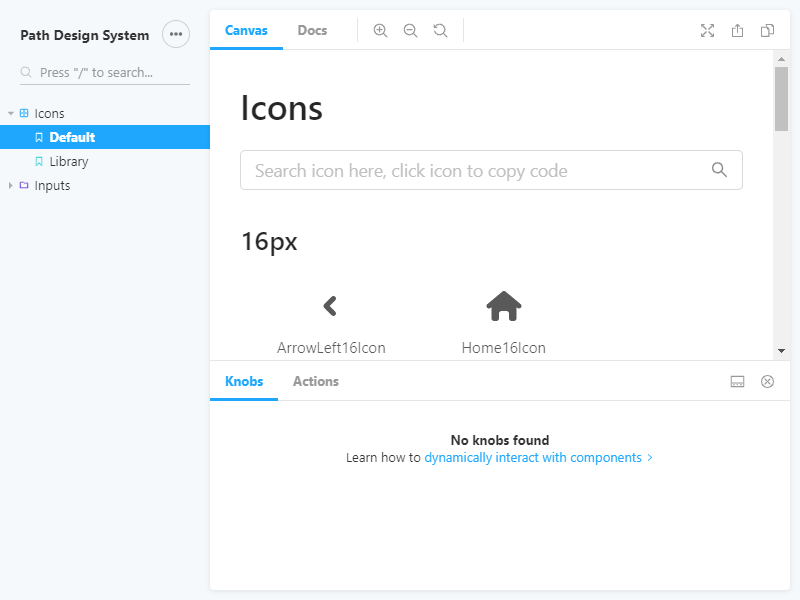 Path Design System
Press "/" to search...
Icons
Default
Library
Inputs
Canvas
Docs
Icons
Search icon here, click icon to copy code
16px
ArrowLeft16Icon
Home16Icon
Knobs
Actions
No knobs found
Learn how to dynamically interact with components